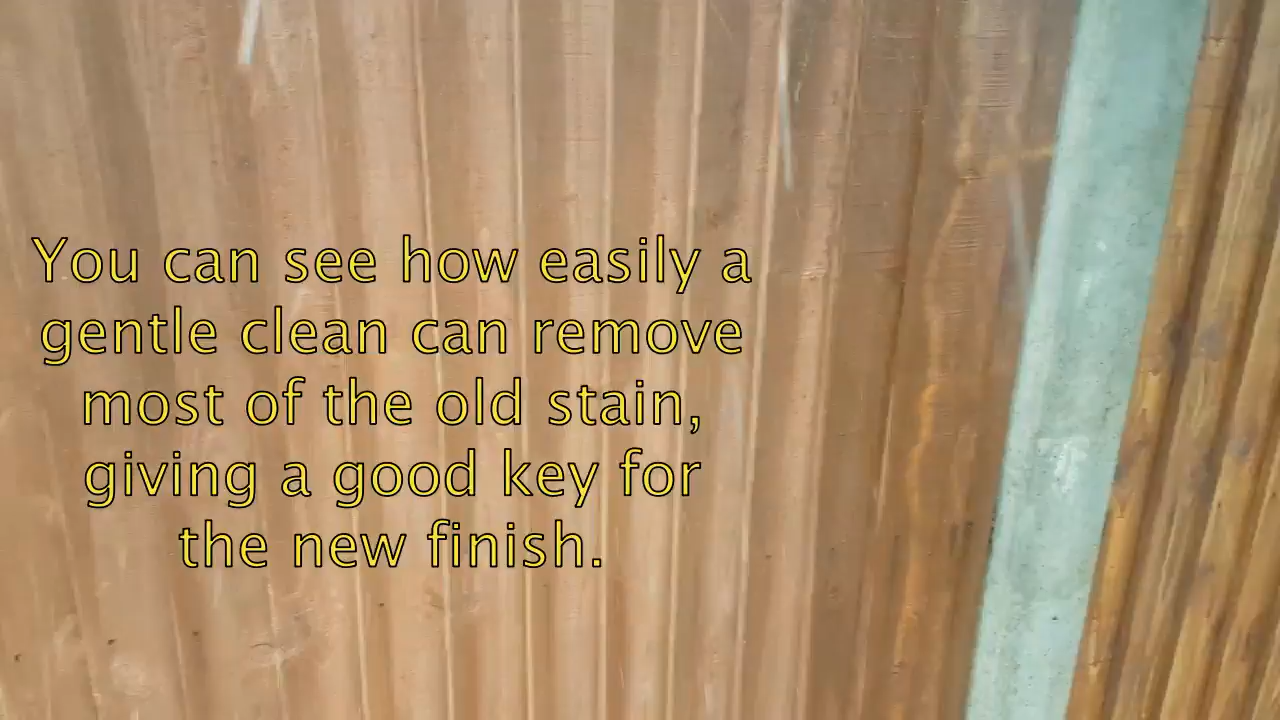 You can see how easily a
gentle clean can remove
most of the old stain,
giving a good key for
the new finish.